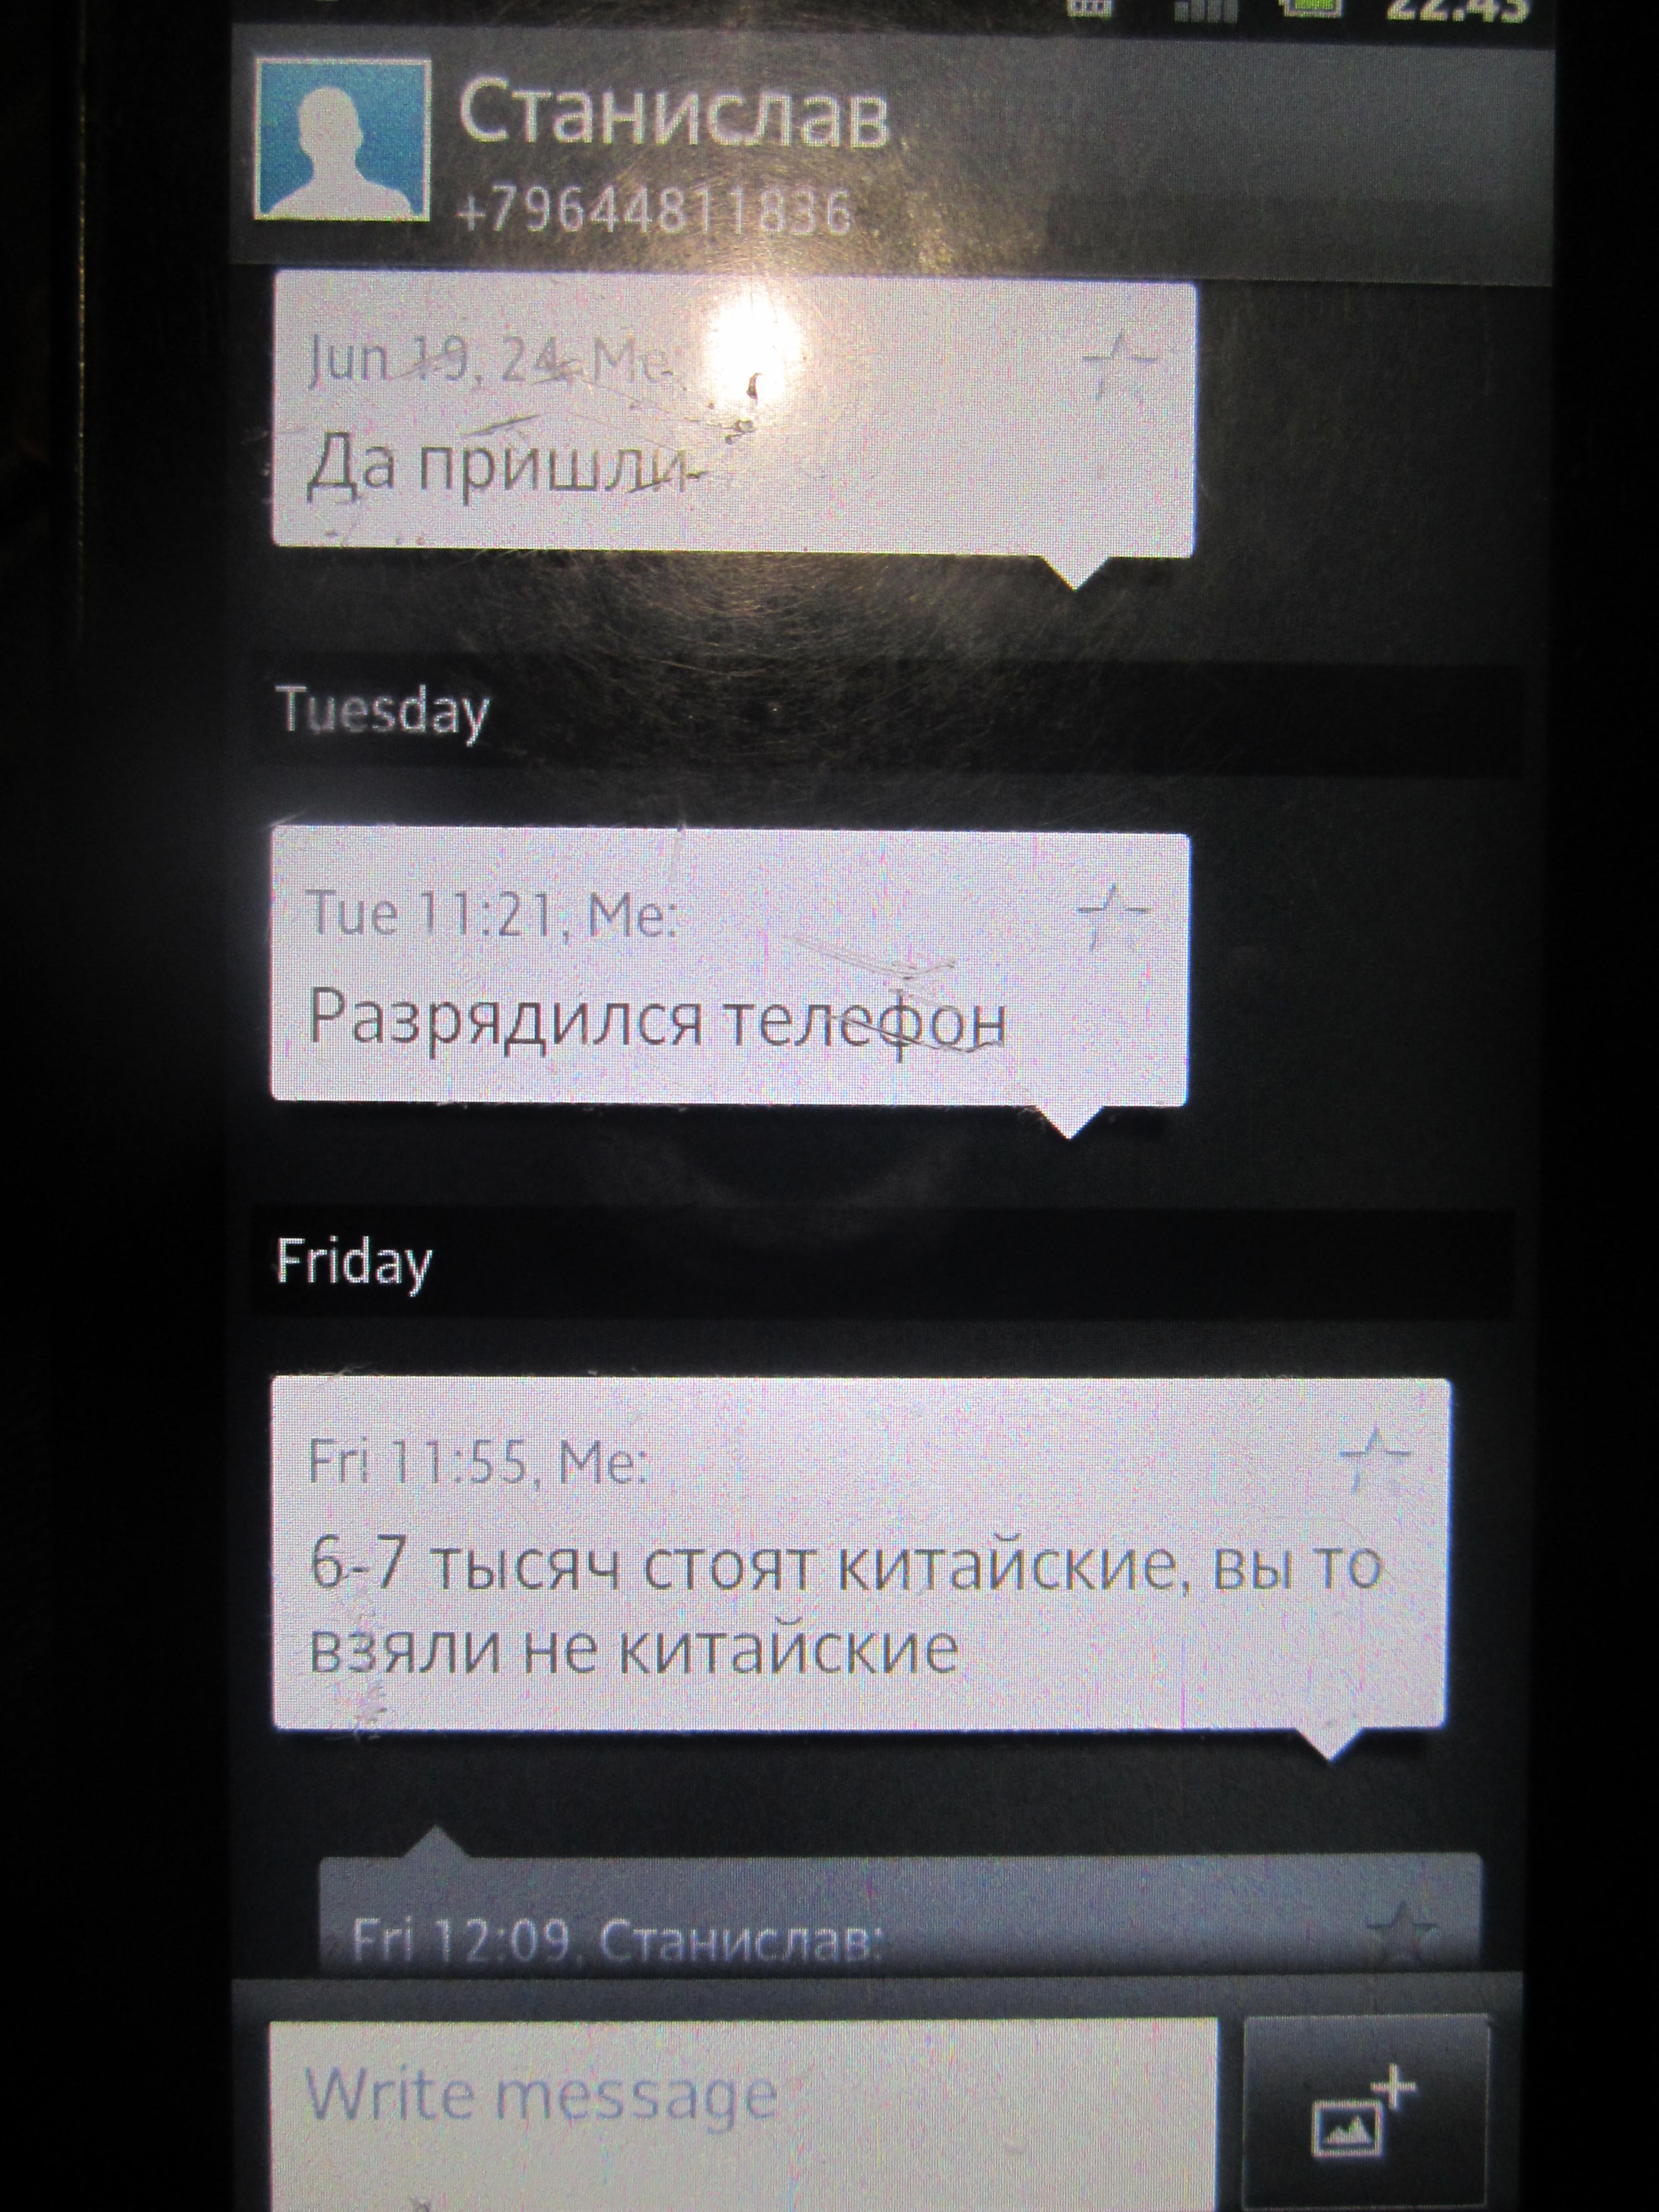 22:43
Станислав
+79644811836
Jun 19, 24, Me:
Да пришли
Tuesday
Tue 11:21, Me:
Разрядился телефон
Friday
Fri 11:55, Me:
6-7 тысяч стоят китайские, вы то
взяли не китайские
Fri 12:09, Станислав:
Write message